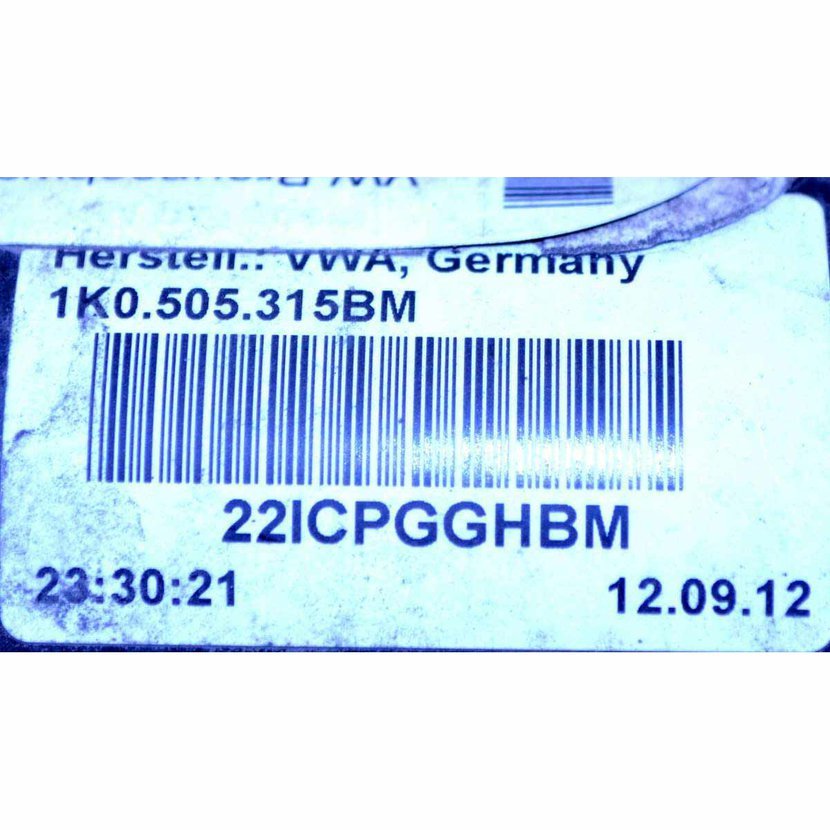 Herstell.: VWA, Germany
1K0.505.315BM
22ICPGGHBM
23:30:21
12.09.12